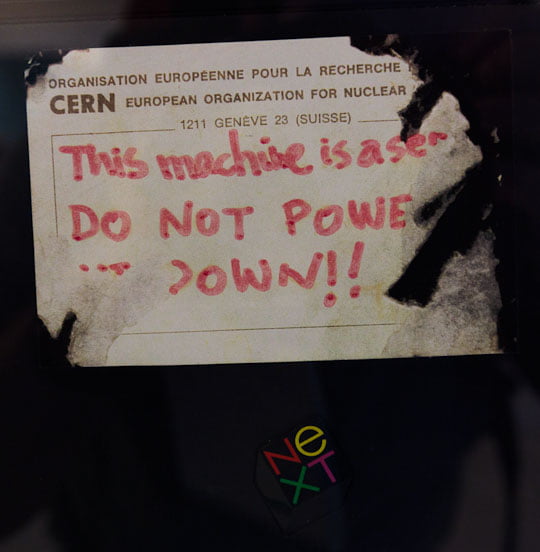 ORGANISATION EUROPÉENNE POUR LA RECHERCHE
CERN EUROPEAN ORGANIZATION FOR NUCLEAR
1211 GENÈVE 23 (SUISSE)
This machine is a ser
DO NOT POWE
IT DOWN!!
NeXT